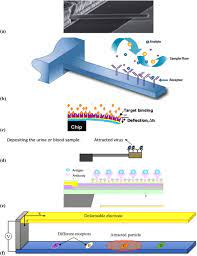 (a)
Analyte
Sample flow
Receptor
(b)
Target binding
Deflection, Δh
Chip
(c)
Depositing the urine or blood sample
Attracted virus
(d)
Antigen
Antibody
(e)
Deformable electrode
V
Different receptors
Attracted particle
(f)